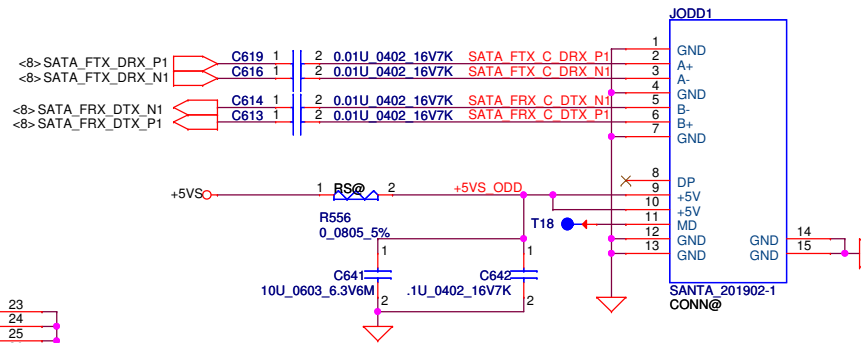 JODD1
1 GND
<8>SATA_FTX_DRX_P1 C619 1 2 0.01U_0402_16V7K SATA_FTX_C_DRX_P1 2 A+
<8>SATA_FTX_DRX_N1 C616 1 2 0.01U_0402_16V7K SATA_FTX_C_DRX_N1 3 A-
4 GND
<8>SATA_FRX_DTX_N1 C614 1 2 0.01U_0402_16V7K SATA_FRX_C_DTX_N1 5 B-
<8>SATA_FRX_DTX_P1 C613 1 2 0.01U_0402_16V7K SATA_FRX_C_DTX_P1 6 B+
7 GND
8 DP
+5VS 1 RS@ 2 +5VS_ODD 9 +5V
10 +5V
R556 T18 11 MD
0_0805_5% 12 GND GND 14
13 GND GND 15
1 1
C641 C642
10U_0603_6.3V6M .1U_0402_16V7K
2 2
SANTA_201902-1
CONN@
23
24
25